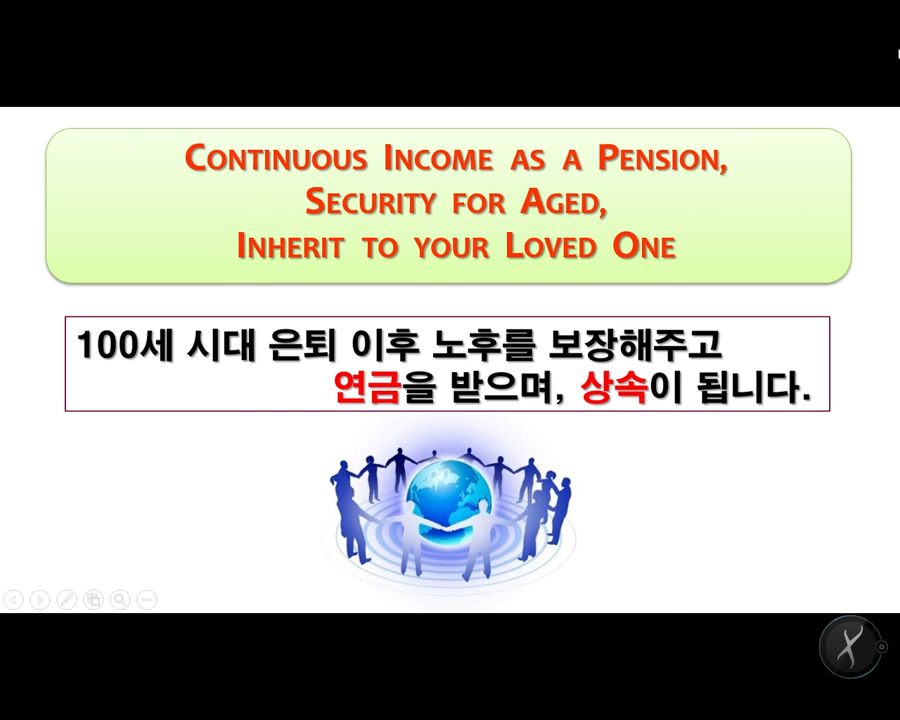 CONTINUOUS INCOME AS A PENSION,
SECURITY FOR AGED,
INHERIT TO YOUR LOVED ONE
100세 시대 은퇴 이후 노후를 보장해주고
연금을 받으며, 상속이 됩니다.